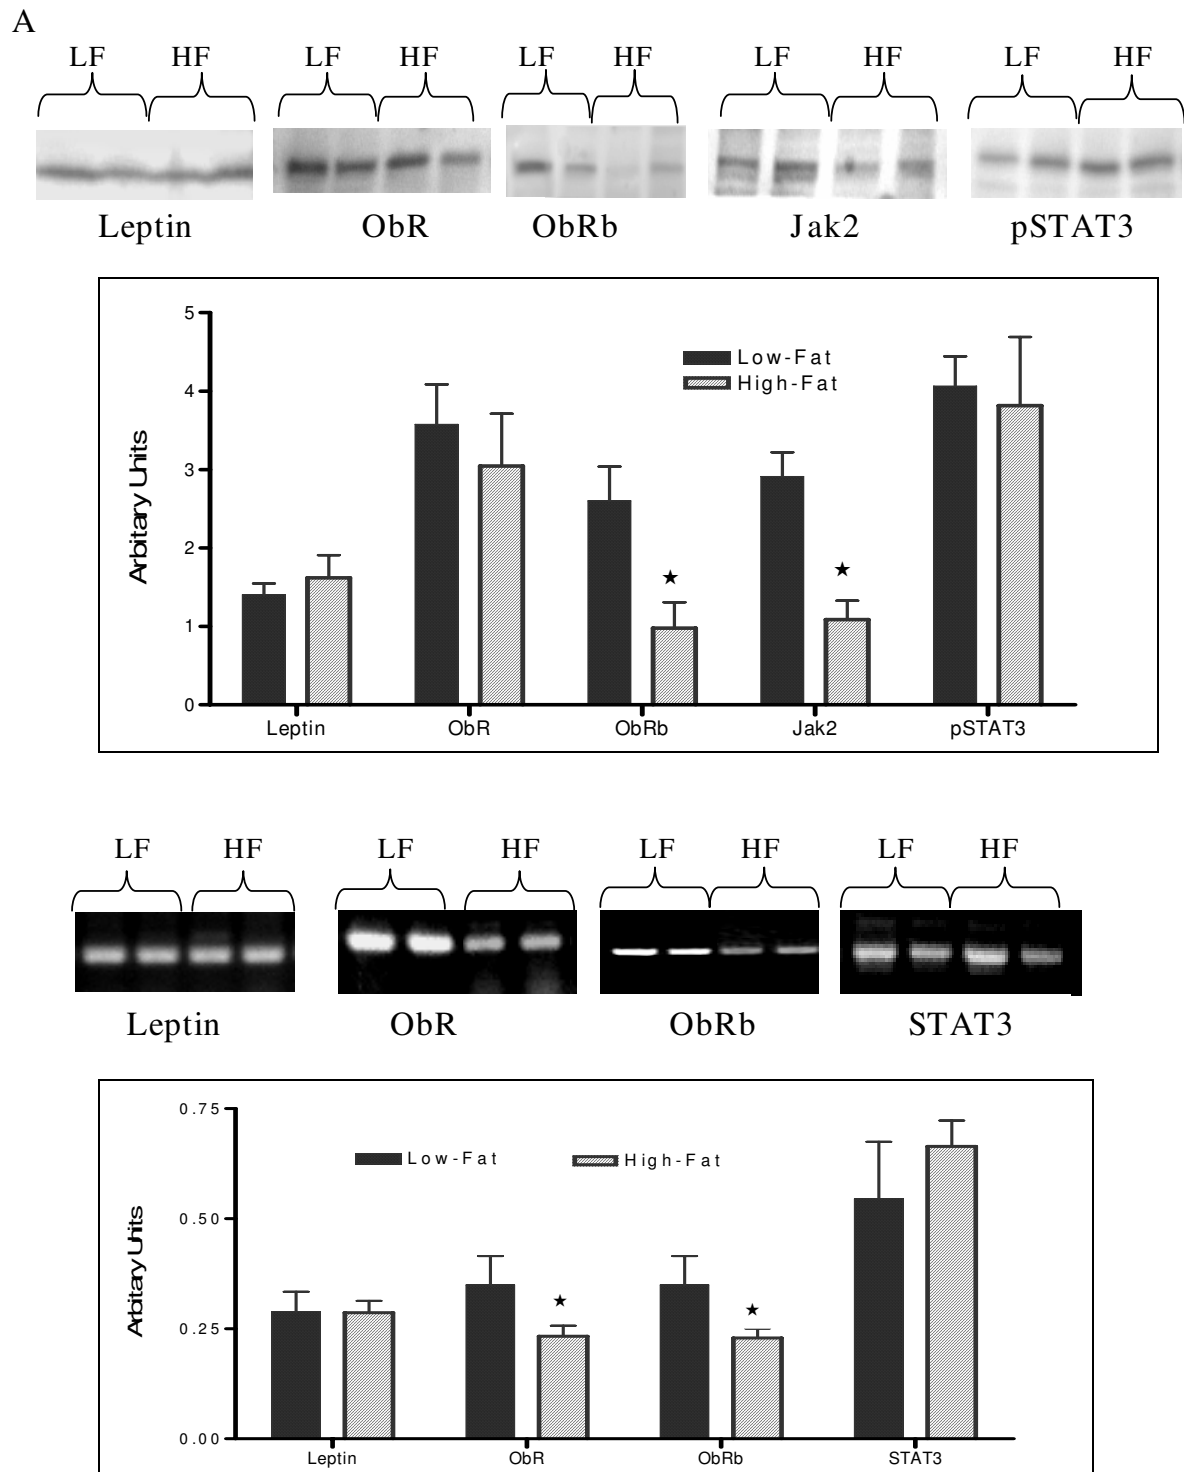 A
LF HF LF HF LF HF LF HF LF HF
Leptin ObR ObRb Jak2 pSTAT3
5
4
3
2
1
0
Arbitary Units
Low-Fat
High-Fat
★ ★
Leptin ObR ObRb Jak2 pSTAT3
LF HF LF HF LF HF LF HF
Leptin ObR ObRb STAT3
0.75
0.50
0.25
0.00
Arbitary Units
Low-Fat High-Fat
★ ★
Leptin ObR ObRb STAT3